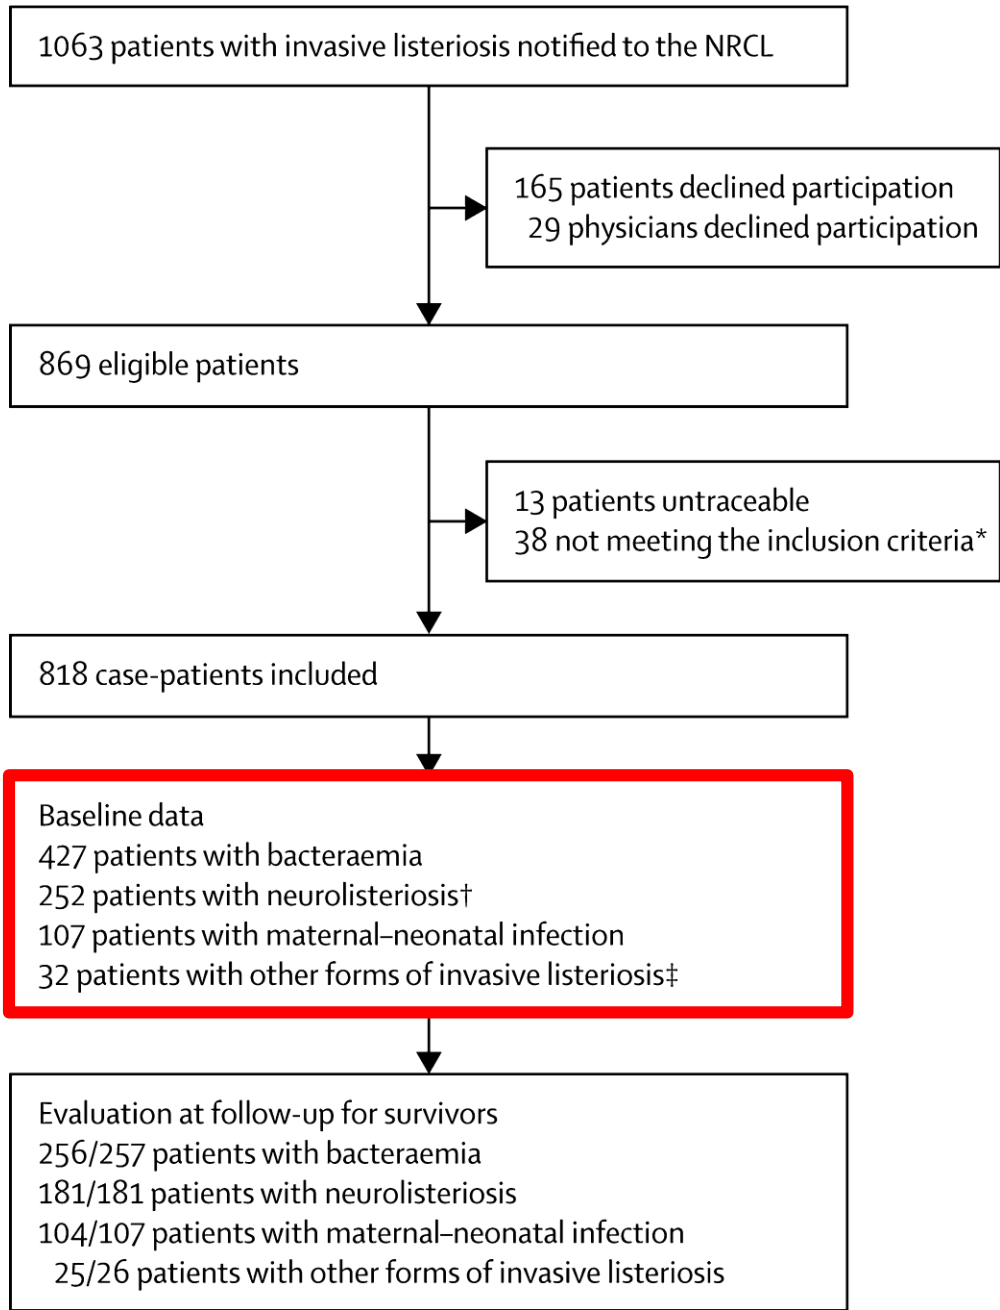 1063 patients with invasive listeriosis notified to the NRCL
165 patients declined participation
29 physicians declined participation
869 eligible patients
13 patients untraceable
38 not meeting the inclusion criteria*
818 case-patients included
Baseline data
427 patients with bacteraemia
252 patients with neurolisteriosis†
107 patients with maternal–neonatal infection
32 patients with other forms of invasive listeriosis‡
Evaluation at follow-up for survivors
256/257 patients with bacteraemia
181/181 patients with neurolisteriosis
104/107 patients with maternal–neonatal infection
25/26 patients with other forms of invasive listeriosis